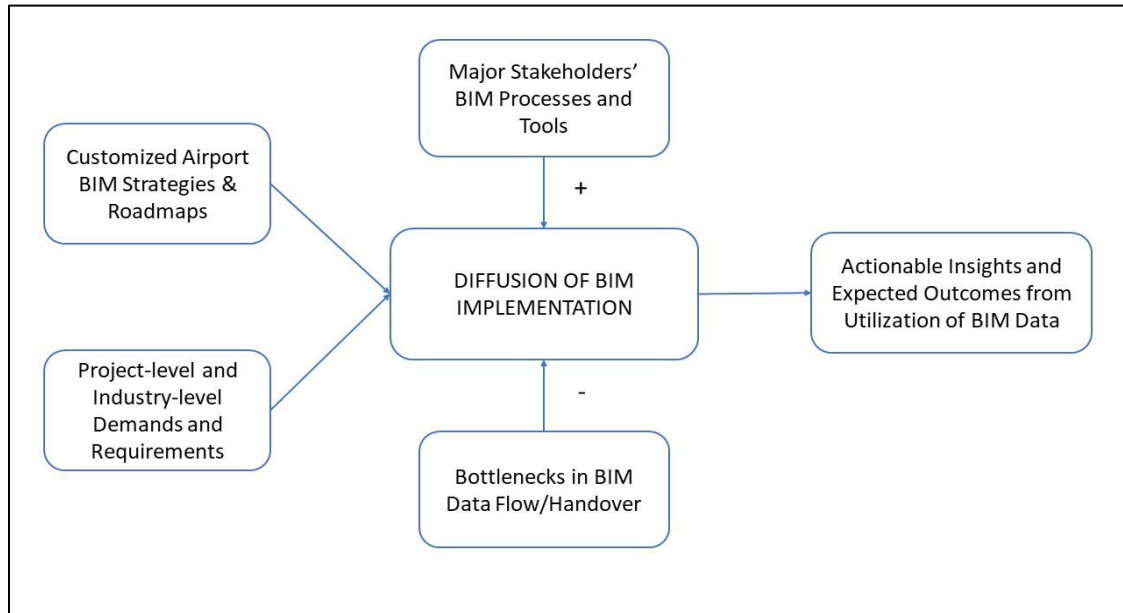 Major Stakeholders’
BIM Processes and
Tools
Customized Airport
BIM Strategies &
Roadmaps
+
DIFFUSION OF BIM
IMPLEMENTATION
Actionable Insights and
Expected Outcomes from
Utilization of BIM Data
Project-level and
Industry-level
Demands and
Requirements
-
Bottlenecks in BIM
Data Flow/Handover